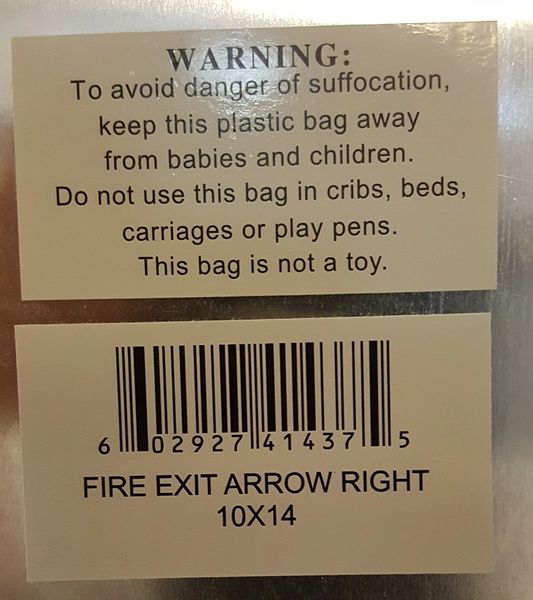 WARNING:
To avoid danger of suffocation,
keep this plastic bag away
from babies and children.
Do not use this bag in cribs, beds,
carriages or play pens.
This bag is not a toy.
6 02927 41437 5
FIRE EXIT ARROW RIGHT
10X14